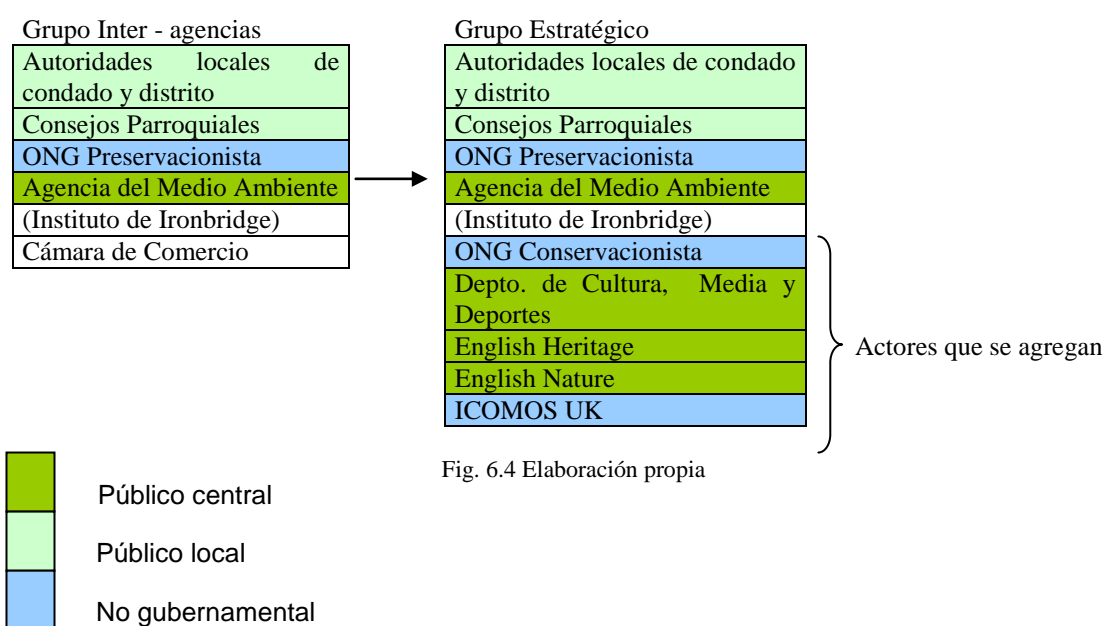 Grupo Inter - agencias
Autoridades locales de
condado y distrito
Consejos Parroquiales
ONG Preservacionista
Agencia del Medio Ambiente
(Instituto de Ironbridge)
Cámara de Comercio
Grupo Estratégico
Autoridades locales de condado
y distrito
Consejos Parroquiales
ONG Preservacionista
Agencia del Medio Ambiente
(Instituto de Ironbridge)
ONG Conservacionista
Depto. de Cultura, Media y
Deportes
English Heritage
English Nature
ICOMOS UK
Actores que se agregan
Fig. 6.4 Elaboración propia
Público central
Público local
No gubernamental